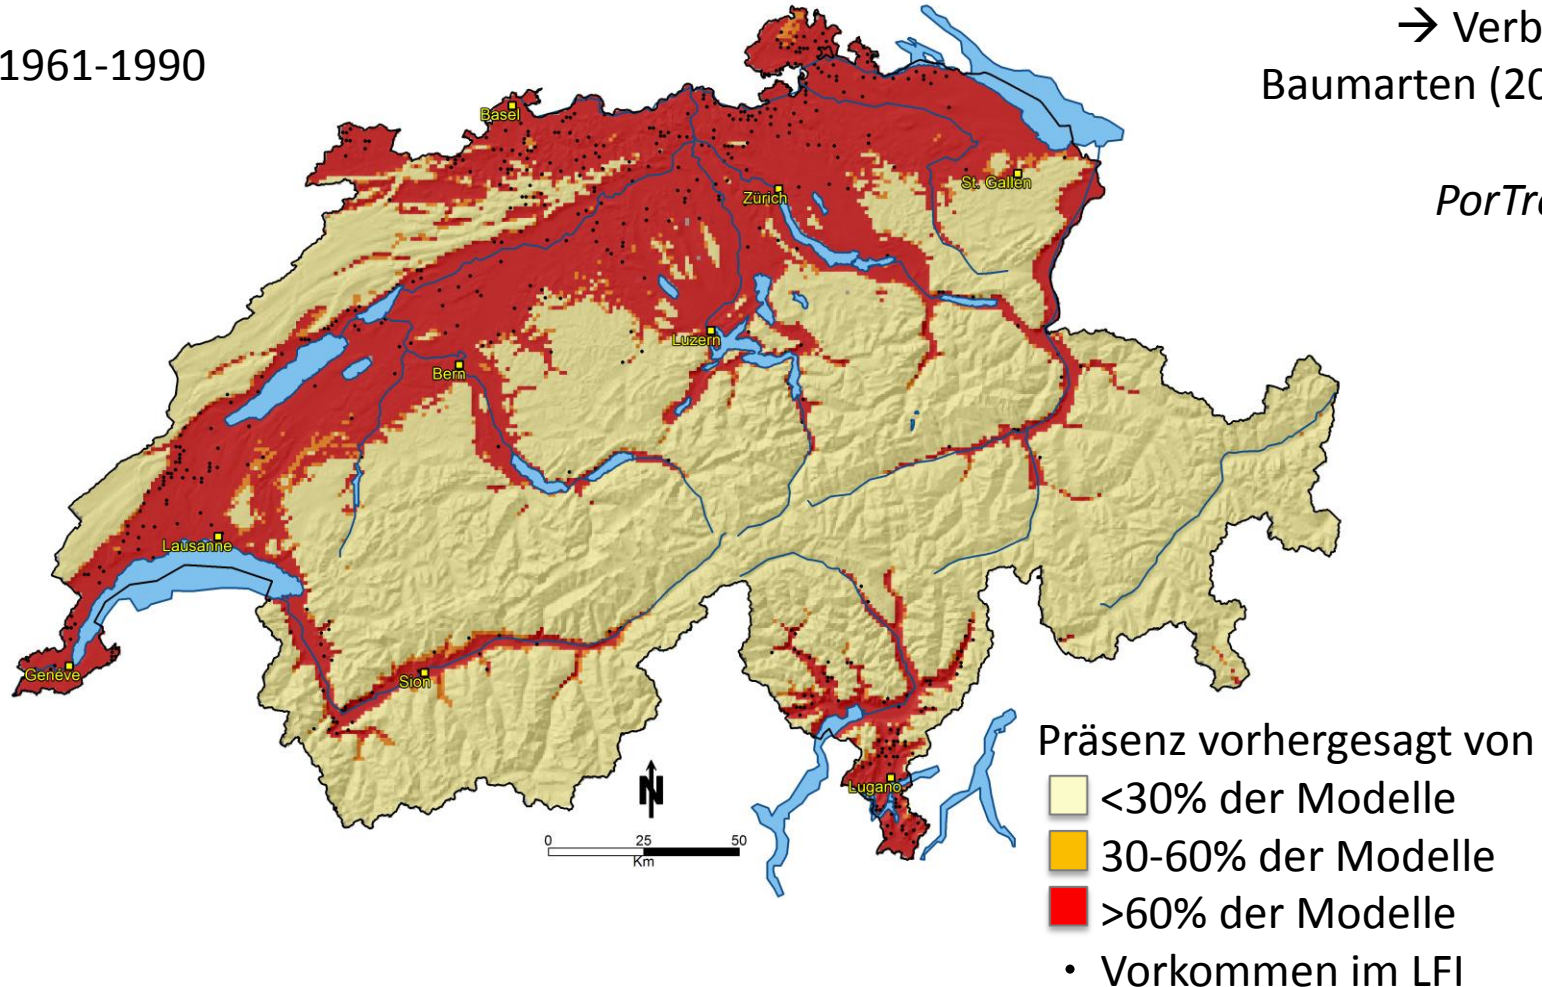 1961-1990
→ Verb
Baumarten (20
PorTre
Basel
Zürich
St. Gallen
Luzern
Bern
Lausanne
Genève
Sion
Lugano
N
0 25 50
Km
Präsenz vorhergesagt von
<30% der Modelle
30-60% der Modelle
>60% der Modelle
• Vorkommen im LFI